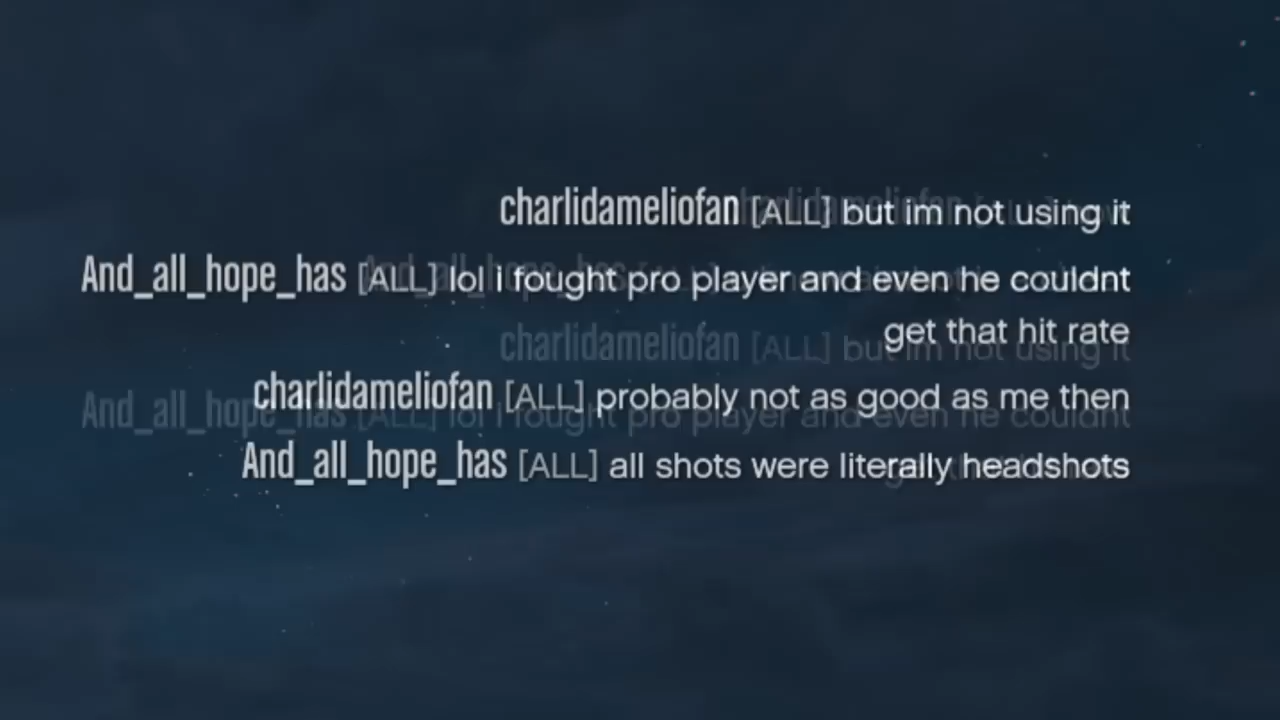 charlidameliofan [ALL] but im not using it
And_all_hope_has [ALL] lol i fought pro player and even he couldnt
get that hit rate
charlidameliofan [ALL] probably not as good as me then
And_all_hope_has [ALL] all shots were literally headshots